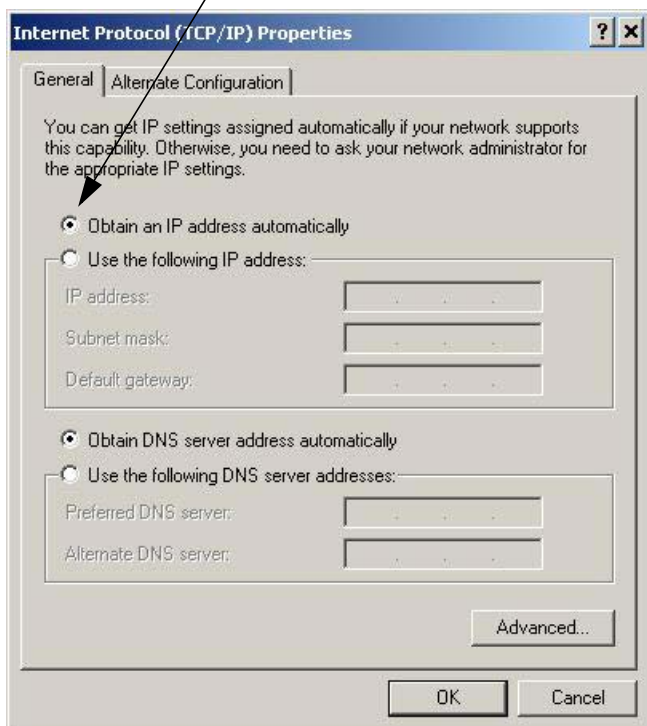 Internet Protocol (TCP/IP) Properties
General
Alternate Configuration
You can get IP settings assigned automatically if your network supports
this capability. Otherwise, you need to ask your network administrator for
the appropriate IP settings.
Obtain an IP address automatically
Use the following IP address:
IP address:
Subnet mask:
Default gateway:
Obtain DNS server address automatically
Use the following DNS server addresses:
Preferred DNS server:
Alternate DNS server:
Advanced...
OK
Cancel